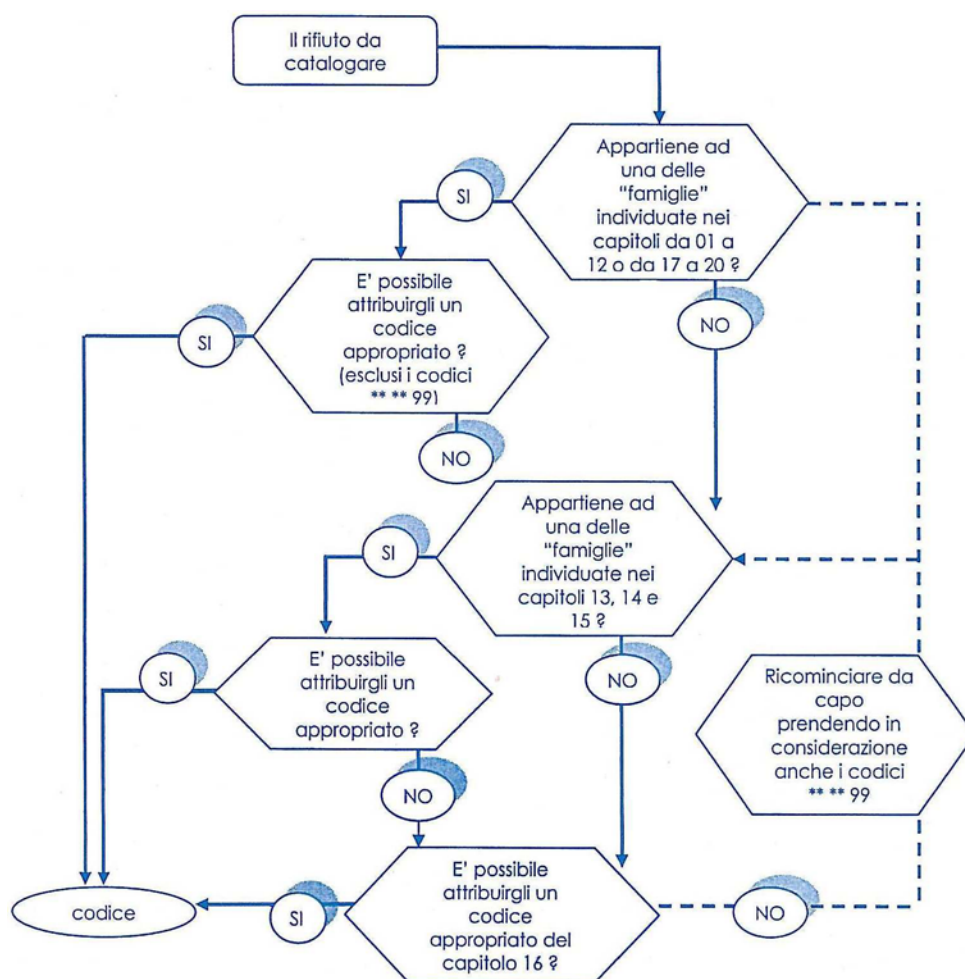 Il rifiuto da
catalogare
Appartiene ad
una delle
“famiglie”
individuate nei
capitoli da 01 a
12 o da 17 a 20 ?
SI
NO
E’ possibile
attribuirgli un
codice
appropriato ?
(esclusi i codici
** ** 99)
SI
NO
Appartiene ad
una delle
“famiglie”
individuate nei
capitoli 13, 14 e
15 ?
SI
NO
E’ possibile
attribuirgli un
codice
appropriato ?
SI
NO
Ricominciare da
capo
prendendo in
considerazione
anche i codici
** ** 99
E’ possibile
attribuirgli un
codice
appropriato del
capitolo 16 ?
SI
NO
codice